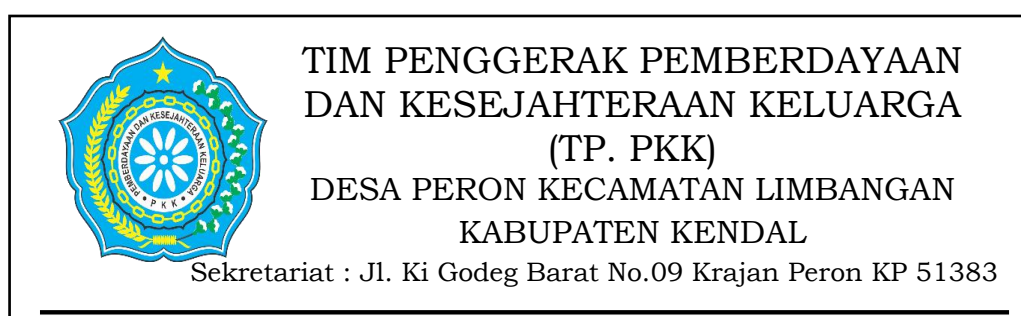 TIM PENGGERAK PEMBERDAYAAN
DAN KESEJAHTERAAN KELUARGA
(TP. PKK)
DESA PERON KECAMATAN LIMBANGAN
KABUPATEN KENDAL
Sekretariat : Jl. Ki Godeg Barat No.09 Krajan Peron KP 51383
PEMBERDAYAAN DAN KESEJAHTERAAN KELUARGA
• P K K •